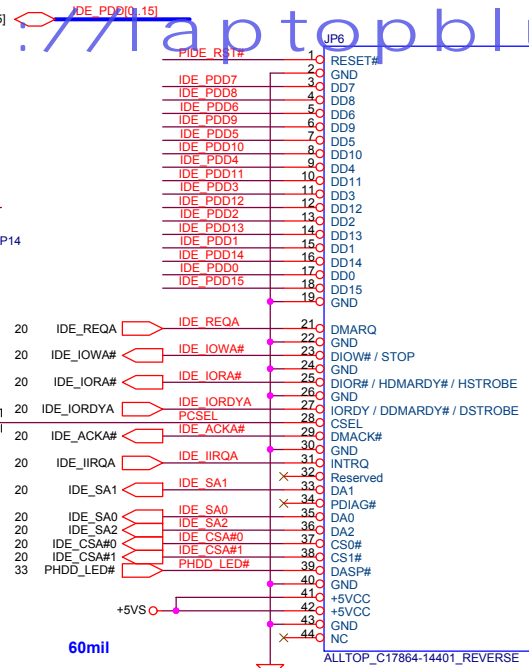 5]
IDE_PDD[0..15]
://laptopbl
JP6
PIDE_RST# 1 RESET#
2 GND
IDE_PDD7 3 DD7
IDE_PDD8 4 DD8
IDE_PDD6 5 DD6
IDE_PDD9 6 DD9
IDE_PDD5 7 DD5
IDE_PDD10 8 DD10
IDE_PDD4 9 DD4
IDE_PDD11 10 DD11
IDE_PDD3 11 DD3
IDE_PDD12 12 DD12
IDE_PDD2 13 DD2
IDE_PDD13 14 DD13
P14
IDE_PDD1 15 DD1
IDE_PDD14 16 DD14
IDE_PDD0 17 DD0
IDE_PDD15 18 DD15
19 GND
20 IDE_REQA IDE_REQA 21 DMARQ
22 GND
20 IDE_IOWA# IDE_IOWA# 23 DIOW# / STOP
24 GND
20 IDE_IORA# IDE_IORA# 25 DIOR# / HDMARDY# / HSTROBE
26 GND
20 IDE_IORDYA IDE_IORDYA 27 IORDY / DDMARDY# / DSTROBE
PCSEL 28 CSEL
20 IDE_ACKA# IDE_ACKA# 29 DMACK#
30 GND
20 IDE_IIRQA IDE_IIRQA 31 INTRQ
32 Reserved
20 IDE_SA1 IDE_SA1 33 DA1
34 PDIAG#
20 IDE_SA0 IDE_SA0 35 DA0
20 IDE_SA2 IDE_SA2 36 DA2
20 IDE_CSA#0 IDE_CSA#0 37 CS0#
20 IDE_CSA#1 IDE_CSA#1 38 CS1#
33 PHDD_LED# PHDD_LED# 39 DASP#
40 GND
41 +5VCC
+5VS 42 +5VCC
43 GND
44 NC
60mil
ALLTOP_C17864-14401_REVERSE